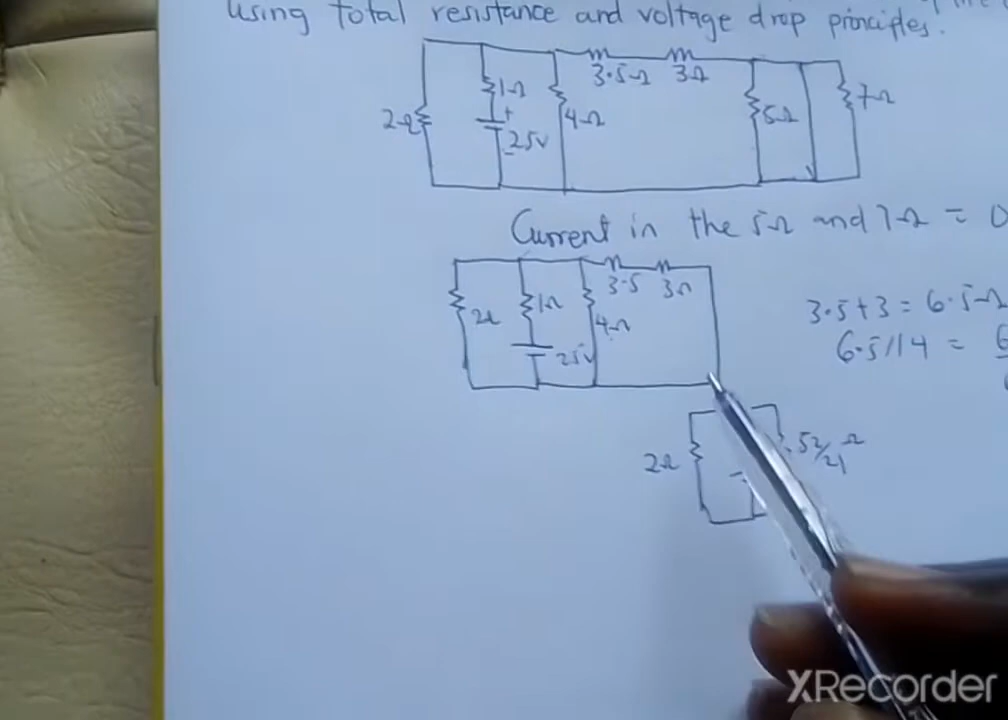 using total resistance and voltage drop principles.
3.5Ω 3Ω
1Ω
2Ω + 4Ω 5Ω 7Ω
- 25V
Current in the 5Ω and 7Ω = 0
3.5 3Ω
2Ω 1Ω 4Ω
25V
3.5+3 = 6.5Ω
6.5//4 =
2Ω 52/21 Ω
XRecorder